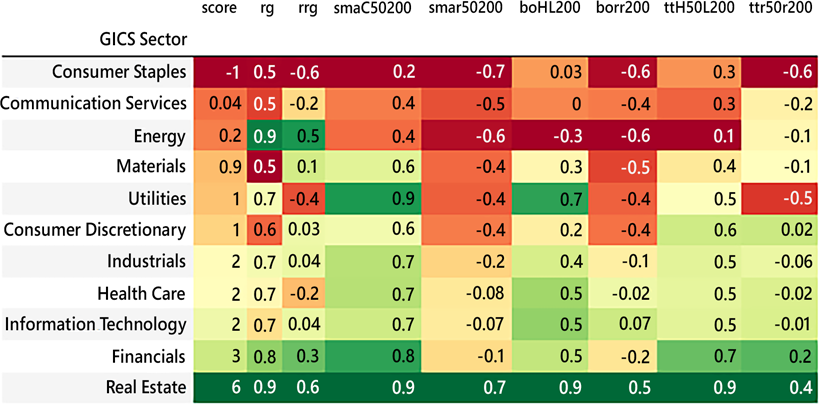 score rg rrg smaC50200 smar50200 boHL200 borr200 ttH50L200 ttr50r200
GICS Sector
Consumer Staples -1 0.5 -0.6 0.2 -0.7 0.03 -0.6 0.3 -0.6
Communication Services 0.04 0.5 -0.2 0.4 -0.5 0 -0.4 0.3 -0.2
Energy 0.2 0.9 0.5 0.4 -0.6 -0.3 -0.6 0.1 -0.1
Materials 0.9 0.5 0.1 0.6 -0.4 0.3 -0.5 0.4 -0.1
Utilities 1 0.7 -0.4 0.9 -0.4 0.7 -0.4 0.5 -0.5
Consumer Discretionary 1 0.6 0.03 0.6 -0.4 0.2 -0.4 0.6 0.02
Industrials 2 0.7 0.04 0.7 -0.2 0.4 -0.1 0.5 -0.06
Health Care 2 0.7 -0.2 0.7 -0.08 0.5 -0.02 0.5 -0.02
Information Technology 2 0.7 0.04 0.7 -0.07 0.5 0.07 0.5 -0.01
Financials 3 0.8 0.3 0.8 -0.1 0.5 -0.2 0.7 0.2
Real Estate 6 0.9 0.6 0.9 0.7 0.9 0.5 0.9 0.4